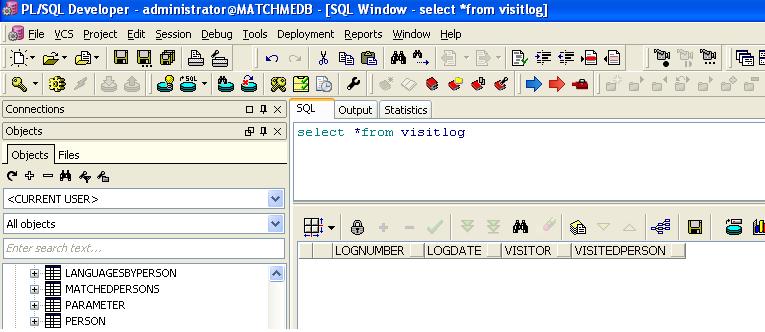 PL/SQL Developer - administrator@MATCHMEDB - [SQL Window - select *from visitlog]
File VCS Project Edit Session Debug Tools Deployment Reports Window Help
SQL
Connections
Objects
Objects Files
<CURRENT USER>
All objects
Enter search text...
LANGUAGESBYPERSON
MATCHEDPERSONS
PARAMETER
PERSON
SQL Output Statistics
select *from visitlog
LOGNUMBER LOGDATE VISITOR VISITEDPERSON